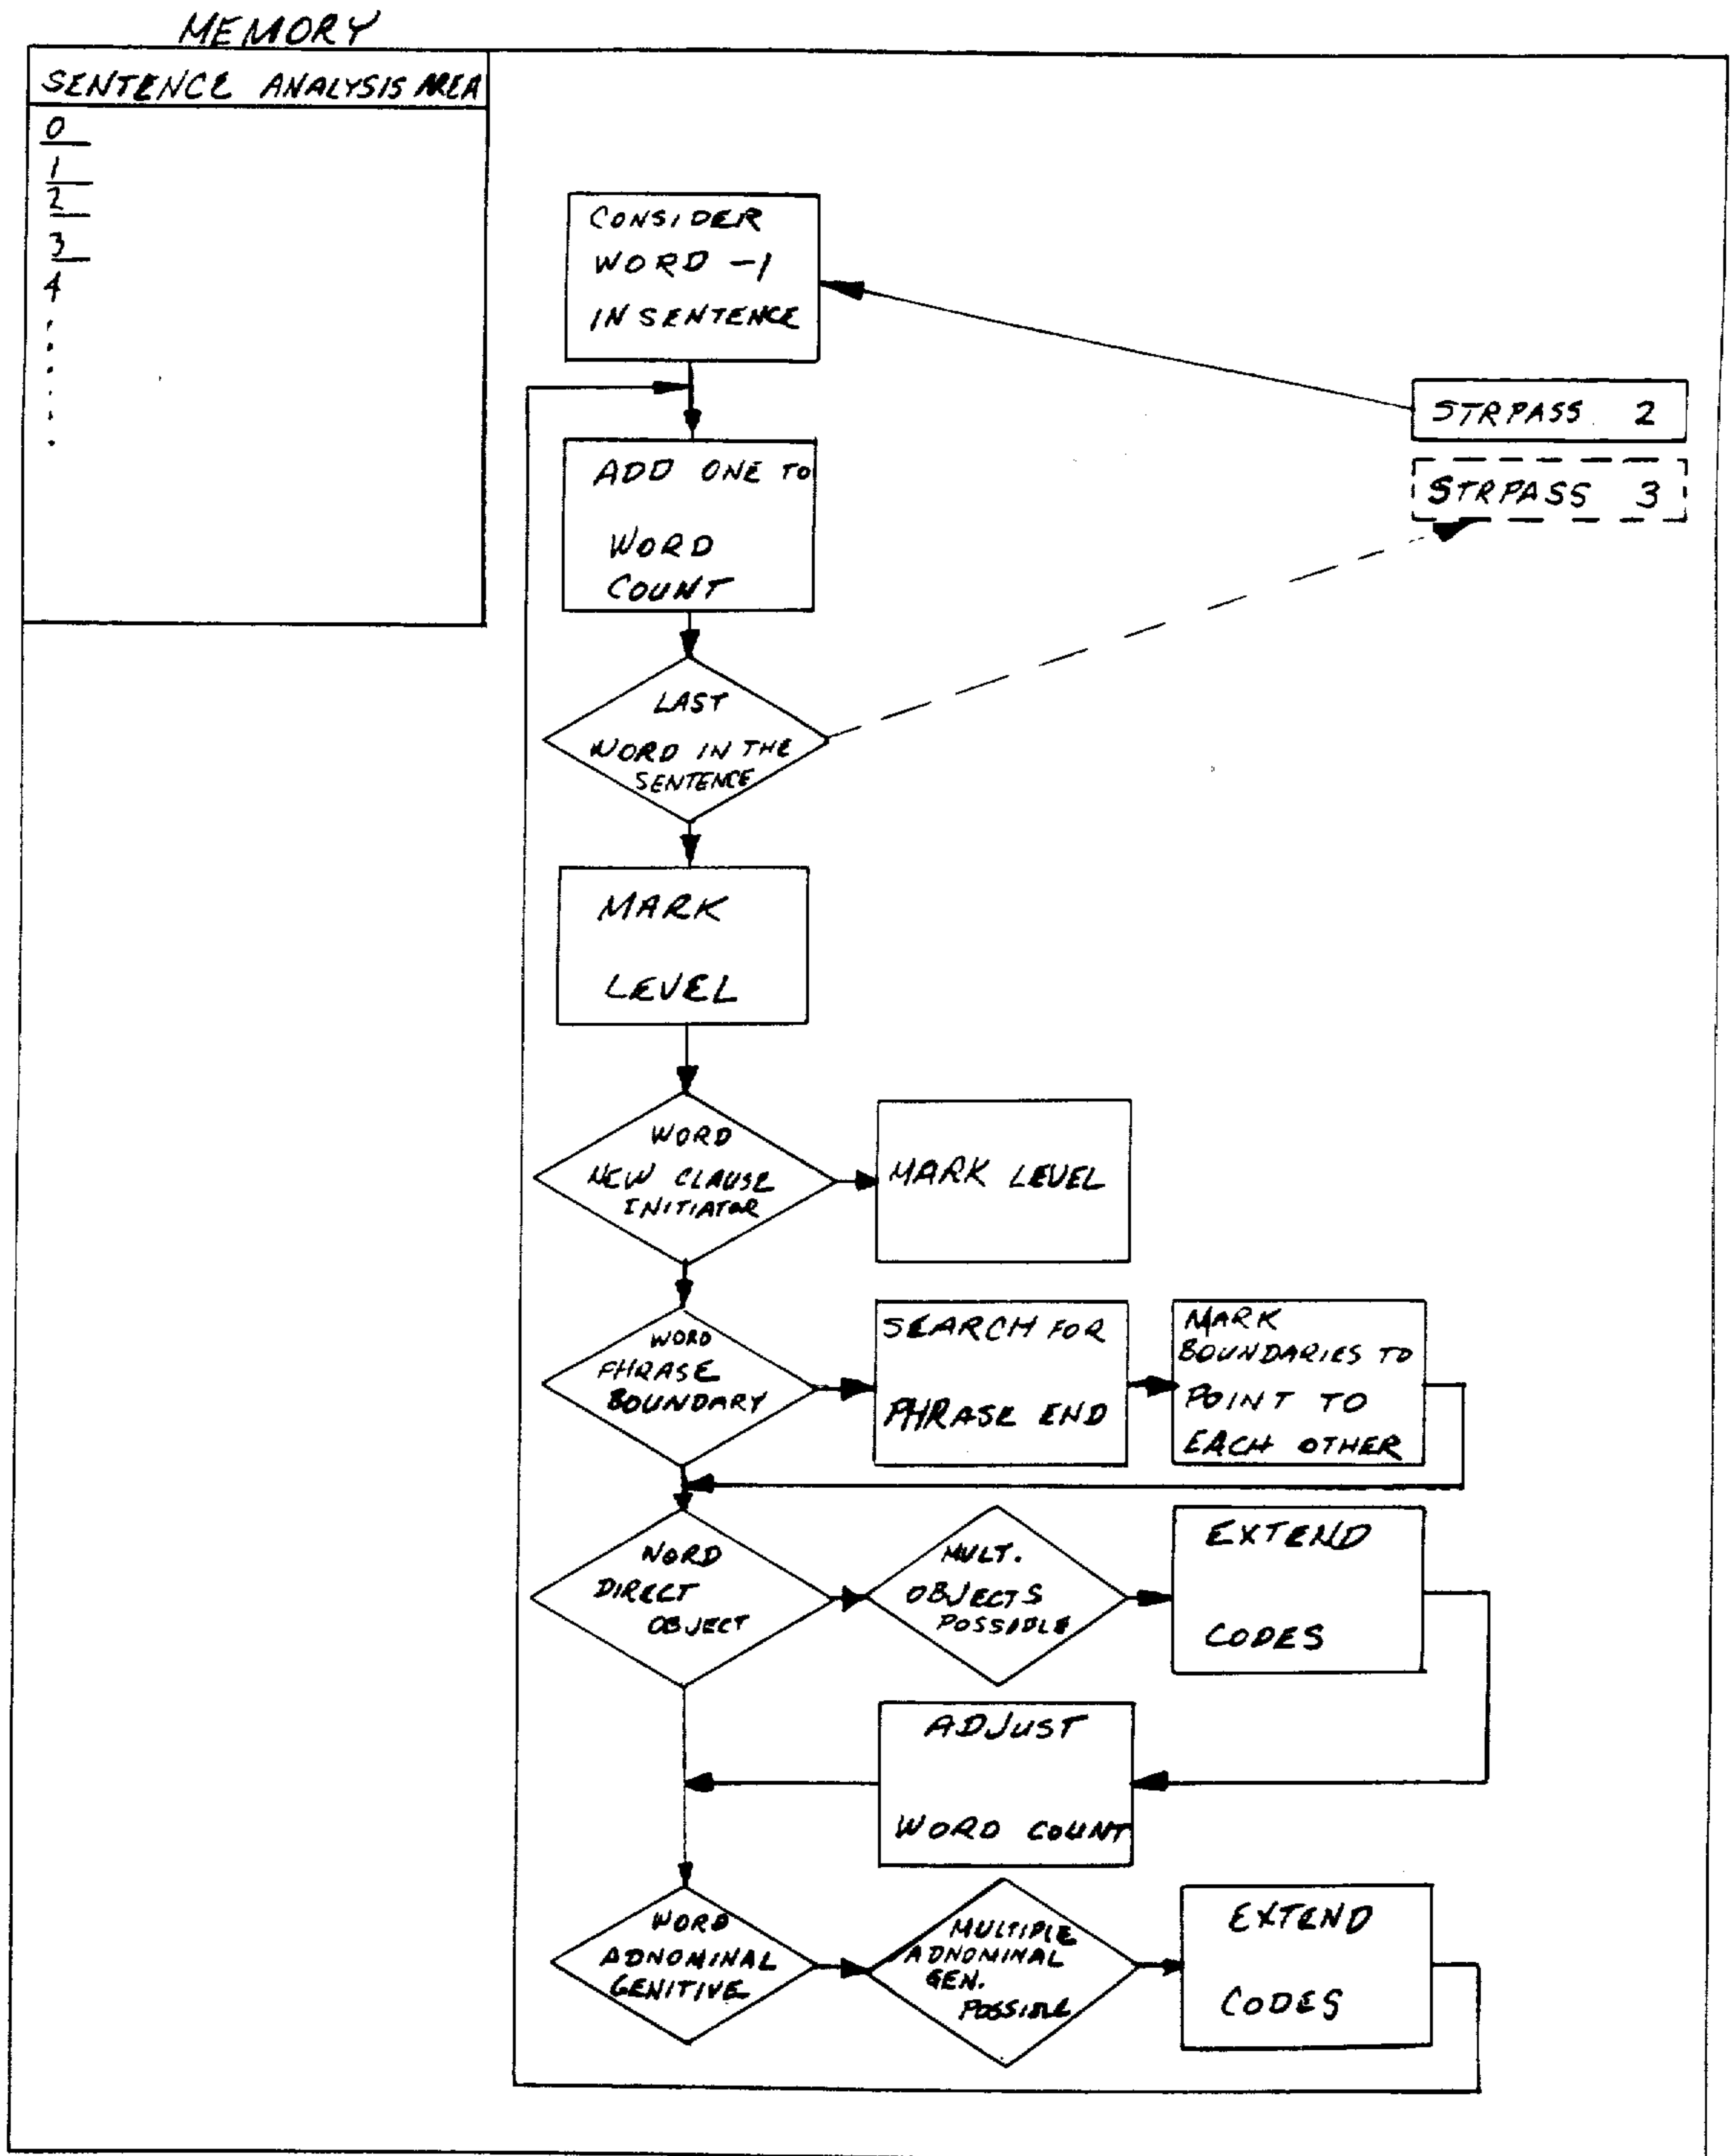 MEMORY
SENTENCE ANALYSIS AREA
0
1
2
3
4
CONSIDER
WORD -1
IN SENTENCE
STRPASS 2
STRPASS 3
ADD ONE TO
WORD
COUNT
LAST
WORD IN THE
SENTENCE
MARK
LEVEL
WORD
NEW CLAUSE
INITIATOR
MARK LEVEL
WORD
PHRASE
BOUNDARY
SEARCH FOR
PHRASE END
MARK
BOUNDARIES TO
POINT TO
EACH OTHER
WORD
DIRECT
OBJECT
MULT.
OBJECTS
POSSIBLE
EXTEND
CODES
ADJUST
WORD COUNT
WORD
ADNOMINAL
GENITIVE
MULTIPLE
ADNOMINAL
GEN.
POSSIBLE
EXTEND
CODES